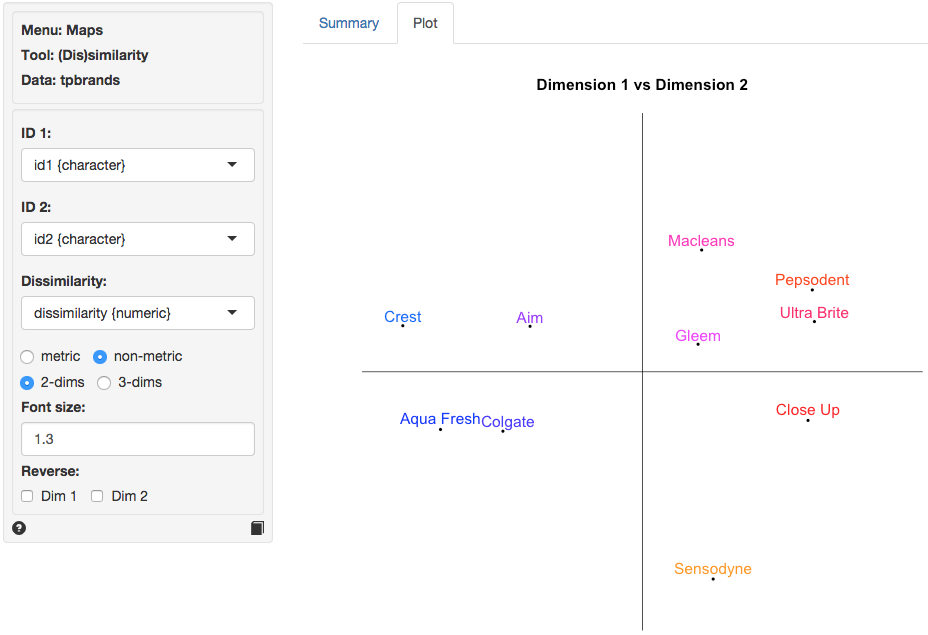 Menu: Maps
Tool: (Dis)similarity
Data: tpbrands
ID 1:
id1 {character}
ID 2:
id2 {character}
Dissimilarity:
dissimilarity {numeric}
metric non-metric
2-dims 3-dims
Font size:
1.3
Reverse:
Dim 1 Dim 2
?
Summary Plot
Dimension 1 vs Dimension 2
Macleans
Pepsodent
Ultra Brite
Crest Aim
Gleem
Close Up
Aqua Fresh Colgate
Sensodyne